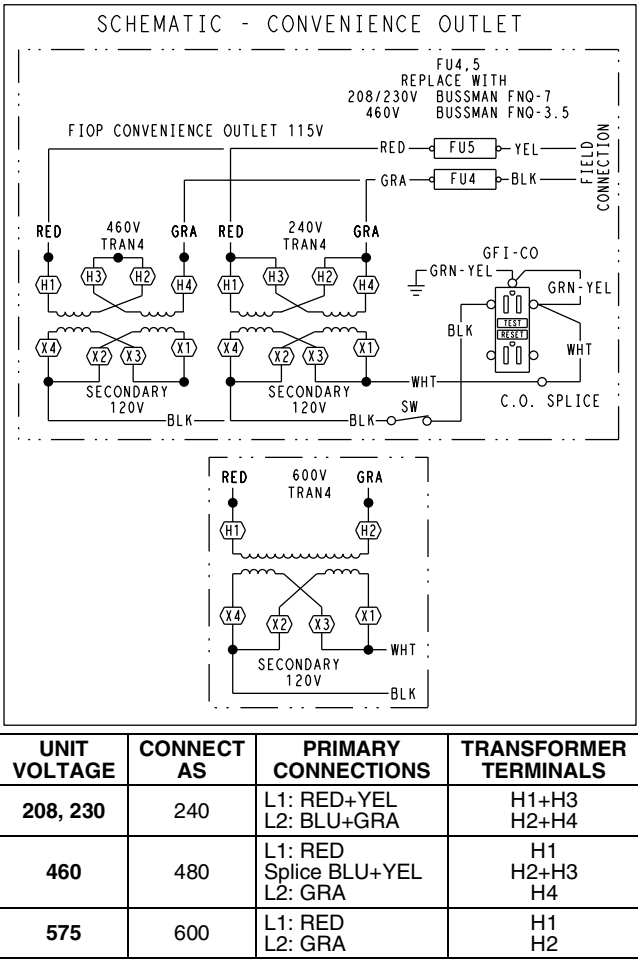 SCHEMATIC - CONVENIENCE OUTLET
FU4,5
REPLACE WITH
208/230V BUSSMAN FNQ-7
460V BUSSMAN FNQ-3.5
FIOP CONVENIENCE OUTLET 115V
RED FU5 YEL
GRA FU4 BLK
FIELD
CONNECTION
RED 460V GRA RED 240V GRA
TRAN4 TRAN4
H1 H3 H2 H4 H1 H3 H2 H4
GFI-CO
GRN-YEL GRN-YEL
BLK
TEST
RESET
WHT
X4 X2 X3 X1 X4 X2 X3 X1
SECONDARY SECONDARY WHT
120V 120V SW C.O. SPLICE
BLK BLK
RED 600V GRA
TRAN4
H1 H2
X4 X2 X3 X1
WHT
SECONDARY
120V
BLK
UNIT VOLTAGE CONNECT AS PRIMARY CONNECTIONS TRANSFORMER TERMINALS
208, 230 240 L1: RED+YEL H1+H3
L2: BLU+GRA H2+H4
460 480 L1: RED H1
Splice BLU+YEL H2+H3
L2: GRA H4
575 600 L1: RED H1
L2: GRA H2